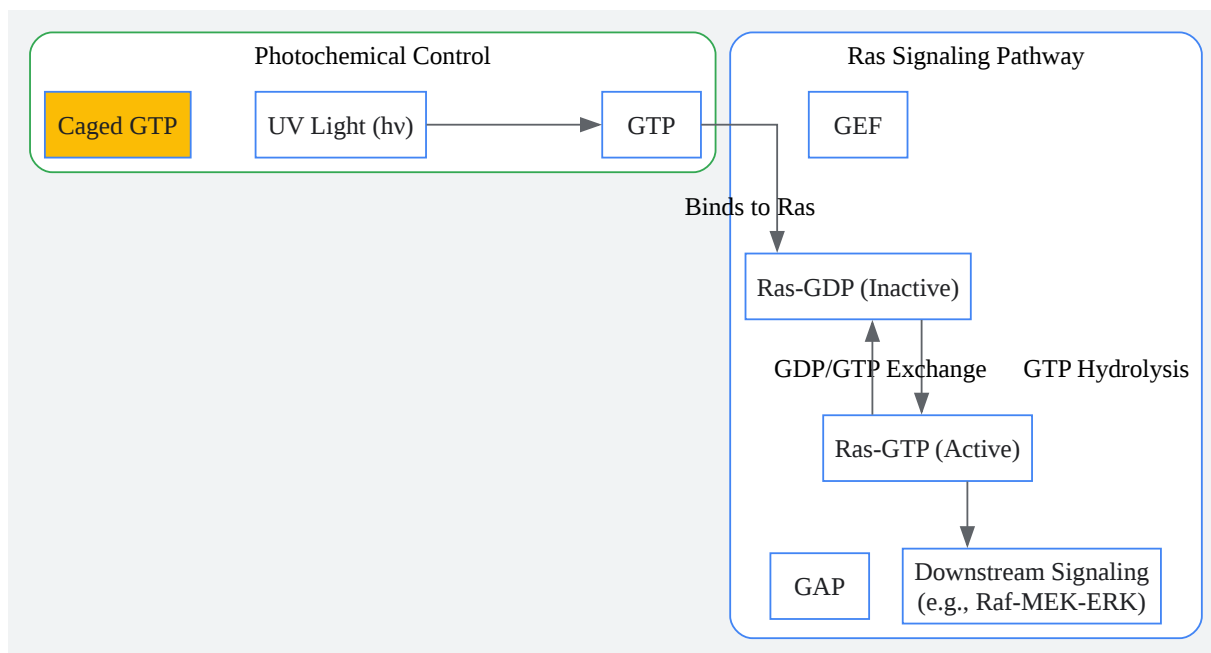 Photochemical Control
Ras Signaling Pathway
Caged GTP
UV Light (hν)
GTP
GEF
Binds to Ras
Ras-GDP (Inactive)
GDP/GTP Exchange
GTP Hydrolysis
Ras-GTP (Active)
GAP
Downstream Signaling
(e.g., Raf-MEK-ERK)